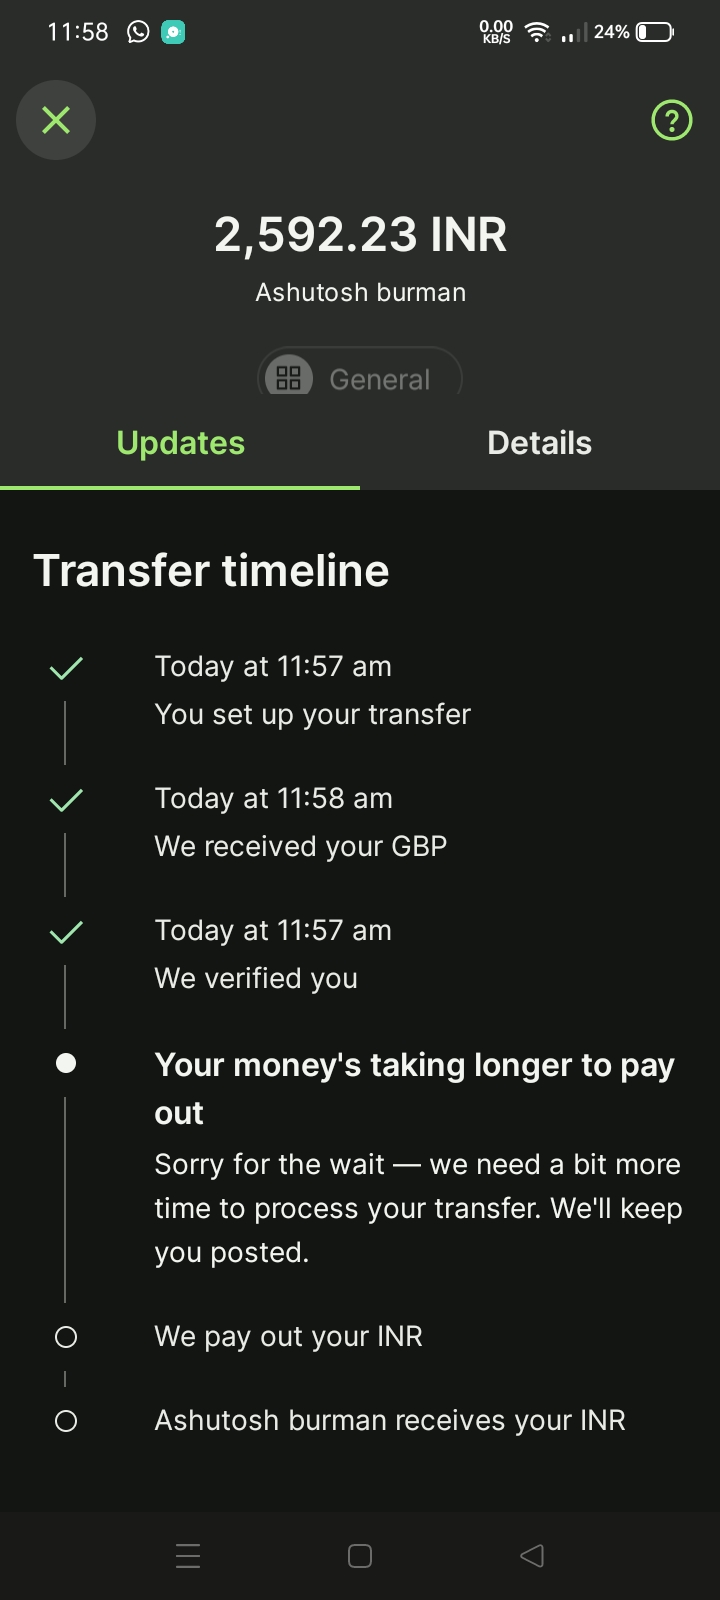 11:58
0.00
KB/S
24%
2,592.23 INR
Ashutosh burman
General
Updates
Details
Transfer timeline
Today at 11:57 am
You set up your transfer
Today at 11:58 am
We received your GBP
Today at 11:57 am
We verified you
Your money's taking longer to pay
out
Sorry for the wait — we need a bit more
time to process your transfer. We'll keep
you posted.
We pay out your INR
Ashutosh burman receives your INR